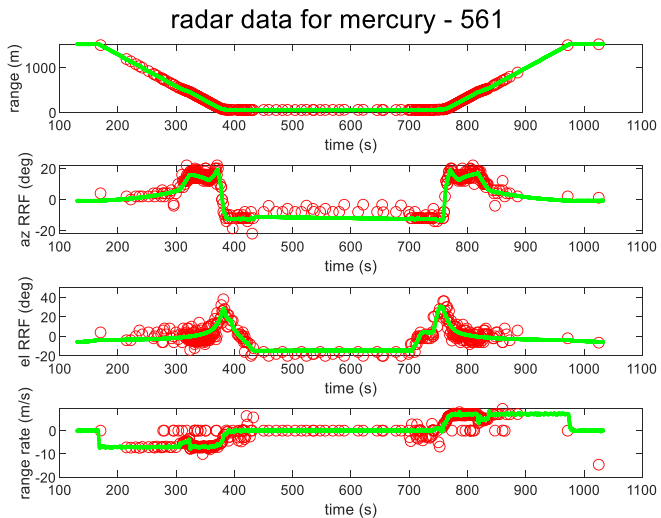 radar data for mercury - 561
range (m)
1000
0
100 200 300 400 500 600 700 800 900 1000 1100
time (s)
az RRF (deg)
20
0
-20
100 200 300 400 500 600 700 800 900 1000 1100
time (s)
el RRF (deg)
40
20
0
-20
100 200 300 400 500 600 700 800 900 1000 1100
time (s)
range rate (m/s)
0
-10
-20
100 200 300 400 500 600 700 800 900 1000 1100
time (s)